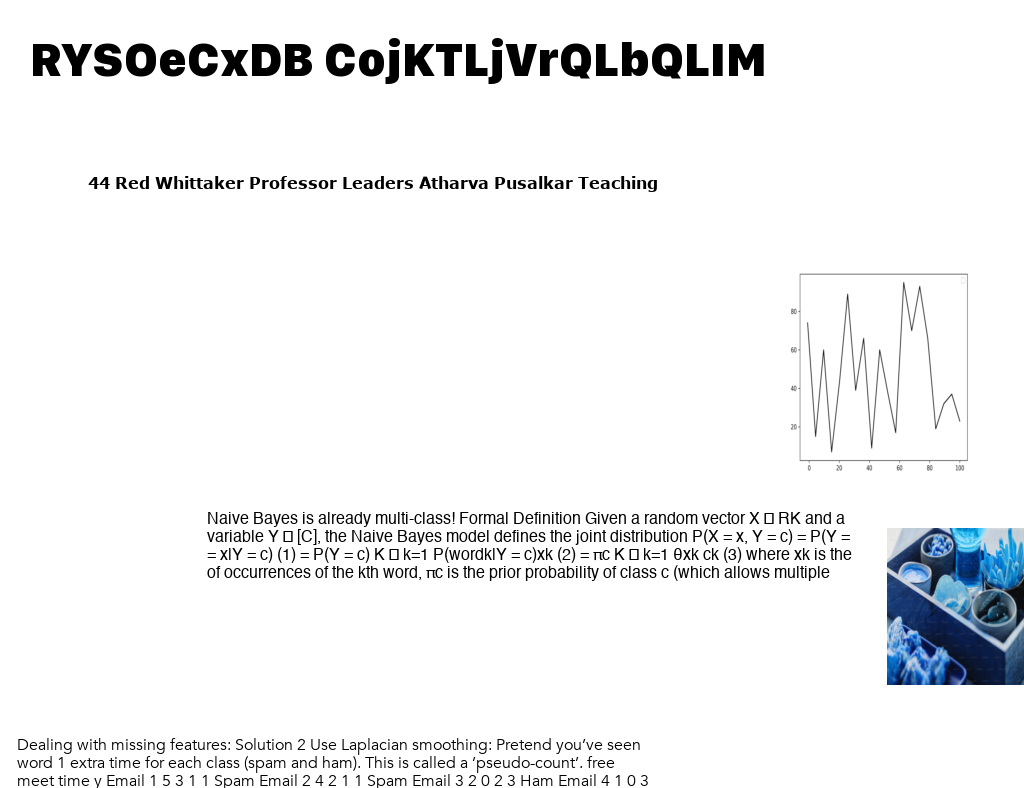 RYSOeCxDB CojKTLjVrQLbQLIM
44 Red Whittaker Professor Leaders Atharva Pusalkar Teaching
80
60
40
20
0 20 40 60 80 100
Naive Bayes is already multi-class! Formal Definition Given a random vector X □ RK and a
variable Y □ [C], the Naive Bayes model defines the joint distribution P(X = x, Y = c) = P(Y =
= x|Y = c) (1) = P(Y = c) K □ k=1 P(wordk|Y = c)xk (2) = πc K □ k=1 θxk ck (3) where xk is the
of occurrences of the kth word, πc is the prior probability of class c (which allows multiple
Dealing with missing features: Solution 2 Use Laplacian smoothing: Pretend you’ve seen
word 1 extra time for each class (spam and ham). This is called a ‘pseudo-count’. free
meet time y Email 1 5 3 1 1 Spam Email 2 4 2 1 1 Spam Email 3 2 0 2 3 Ham Email 4 1 0 3